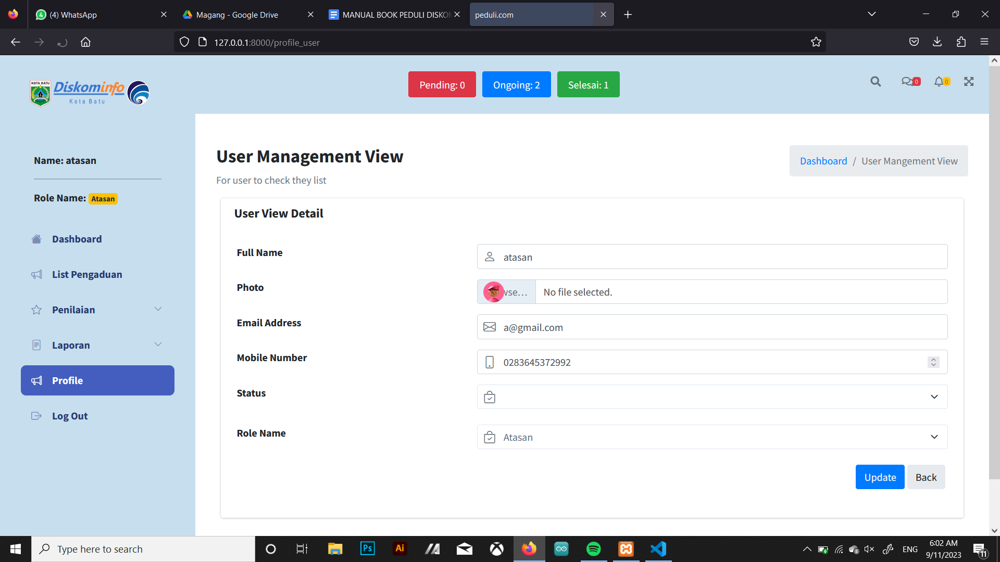 (4) WhatsApp
Magang - Google Drive
MANUAL BOOK PEDULI DISKO
peduli.com
127.0.0.1:8000/profile_user
KOTA BATU
Diskominfo
Kota Batu
Pending: 0
Ongoing: 2
Selesai: 1
0
0
Name: atasan
Role Name: Atasan
Dashboard
List Pengaduan
Penilaian
Laporan
Profile
Log Out
User Management View
For user to check they list
Dashboard / User Mangement View
User View Detail
Full Name
atasan
Photo
wse...
No file selected.
Email Address
a@gmail.com
Mobile Number
0283645372992
Status
Role Name
Atasan
Update
Back
Type here to search
Ps
Ai
ENG
6:02 AM
9/11/2023
11